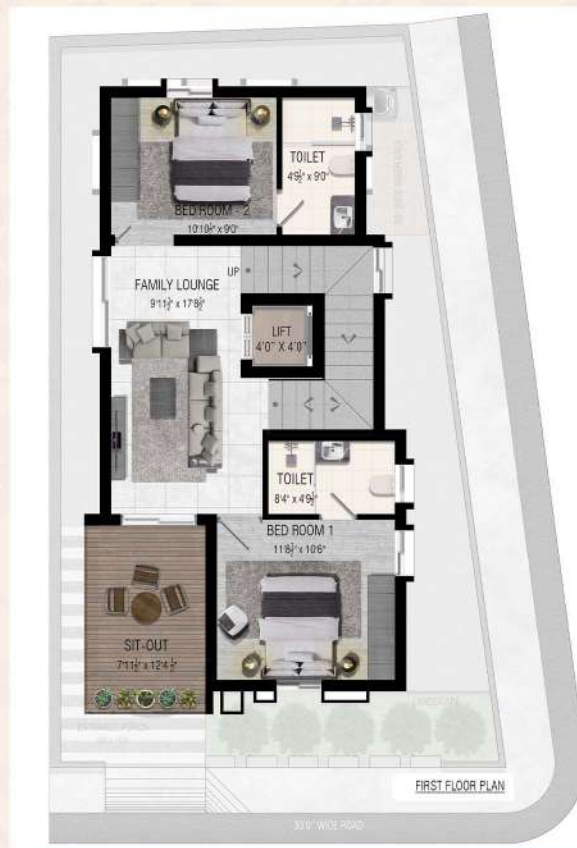 TOILET
4'9½" x 9'0"
BED ROOM - 2
10'10½" x 9'0"
UP
FAMILY LOUNGE
9'11½" x 17'8½"
LIFT
4'0" X 4'0"
TOILET
8'4" x 4'9½"
BED ROOM 1
11'8½" x 10'6"
SIT-OUT
7'11½" x 12'4½"
LANDSCAPE
FIRST FLOOR PLAN
30'0" WIDE ROAD